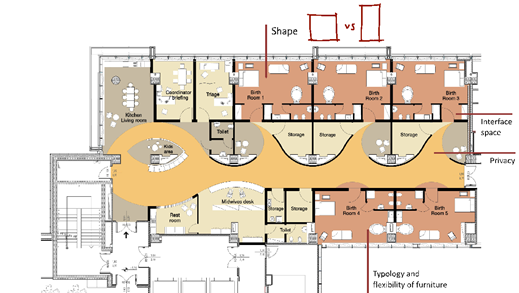 Shape
vs
Kitchen
Living room
Coordinator
/ briefing
Triage
Birth
Room 1
Birth
Room 2
Birth
Room 3
Interface
space
Toilet
Storage
Storage
Storage
Kids
area
Privacy
Rest
room
Midwives desk
Storage
Storage
Toilet
Birth
Room 4
Birth
Room 5
Typology and
flexibility of furniture